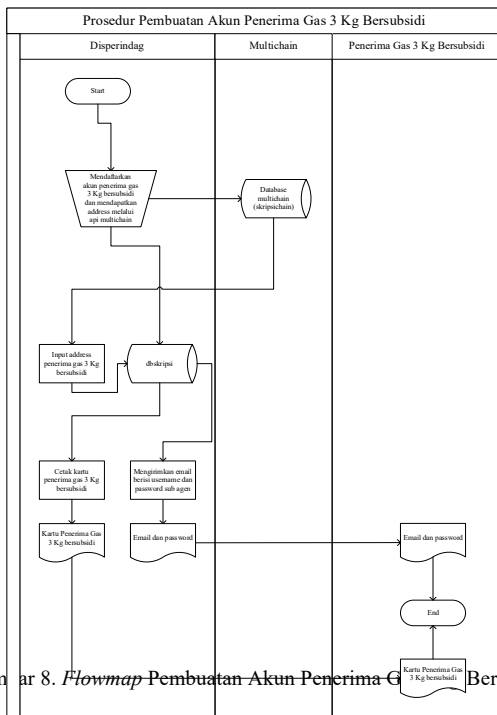 Prosedur Pembuatan Akun Penerima Gas 3 Kg Bersubsidi
Disperindag
Multichain
Penerima Gas 3 Kg Bersubsidi
Start
Mendaftarkan
akun penerima gas
3 Kg bersubsidi
dan mendapatkan
address melalui
api multichain
Database
multichain
(skripsichain)
Input address
penerima gas 3 Kg
bersubsidi
dbskripsi
Cetak kartu
penerima gas 3 Kg
bersubsidi
Mengirimkan email
berisi username dan
password sub agen
Kartu Penerima Gas
3 Kg bersubsidi
Email dan password
Email dan password
End
Kartu Penerima Gas
3 Kg bersubsidi
ar 8. Flowmap Pembuatan Akun Penerima G Ber